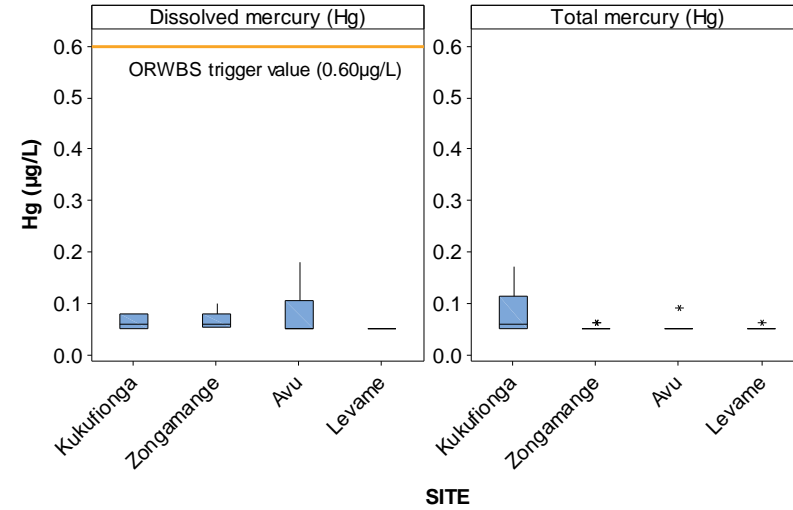 Dissolved mercury (Hg)
Total mercury (Hg)
0.6
0.5
0.4
0.3
0.2
0.1
0.0
ORWBS trigger value (0.60µg/L)
0.6
0.5
0.4
0.3
0.2
0.1
0.0
Hg (µg/L)
Kukufionga
Zongamange
Avu
Levame
Kukufionga
Zongamange
Avu
Levame
SITE